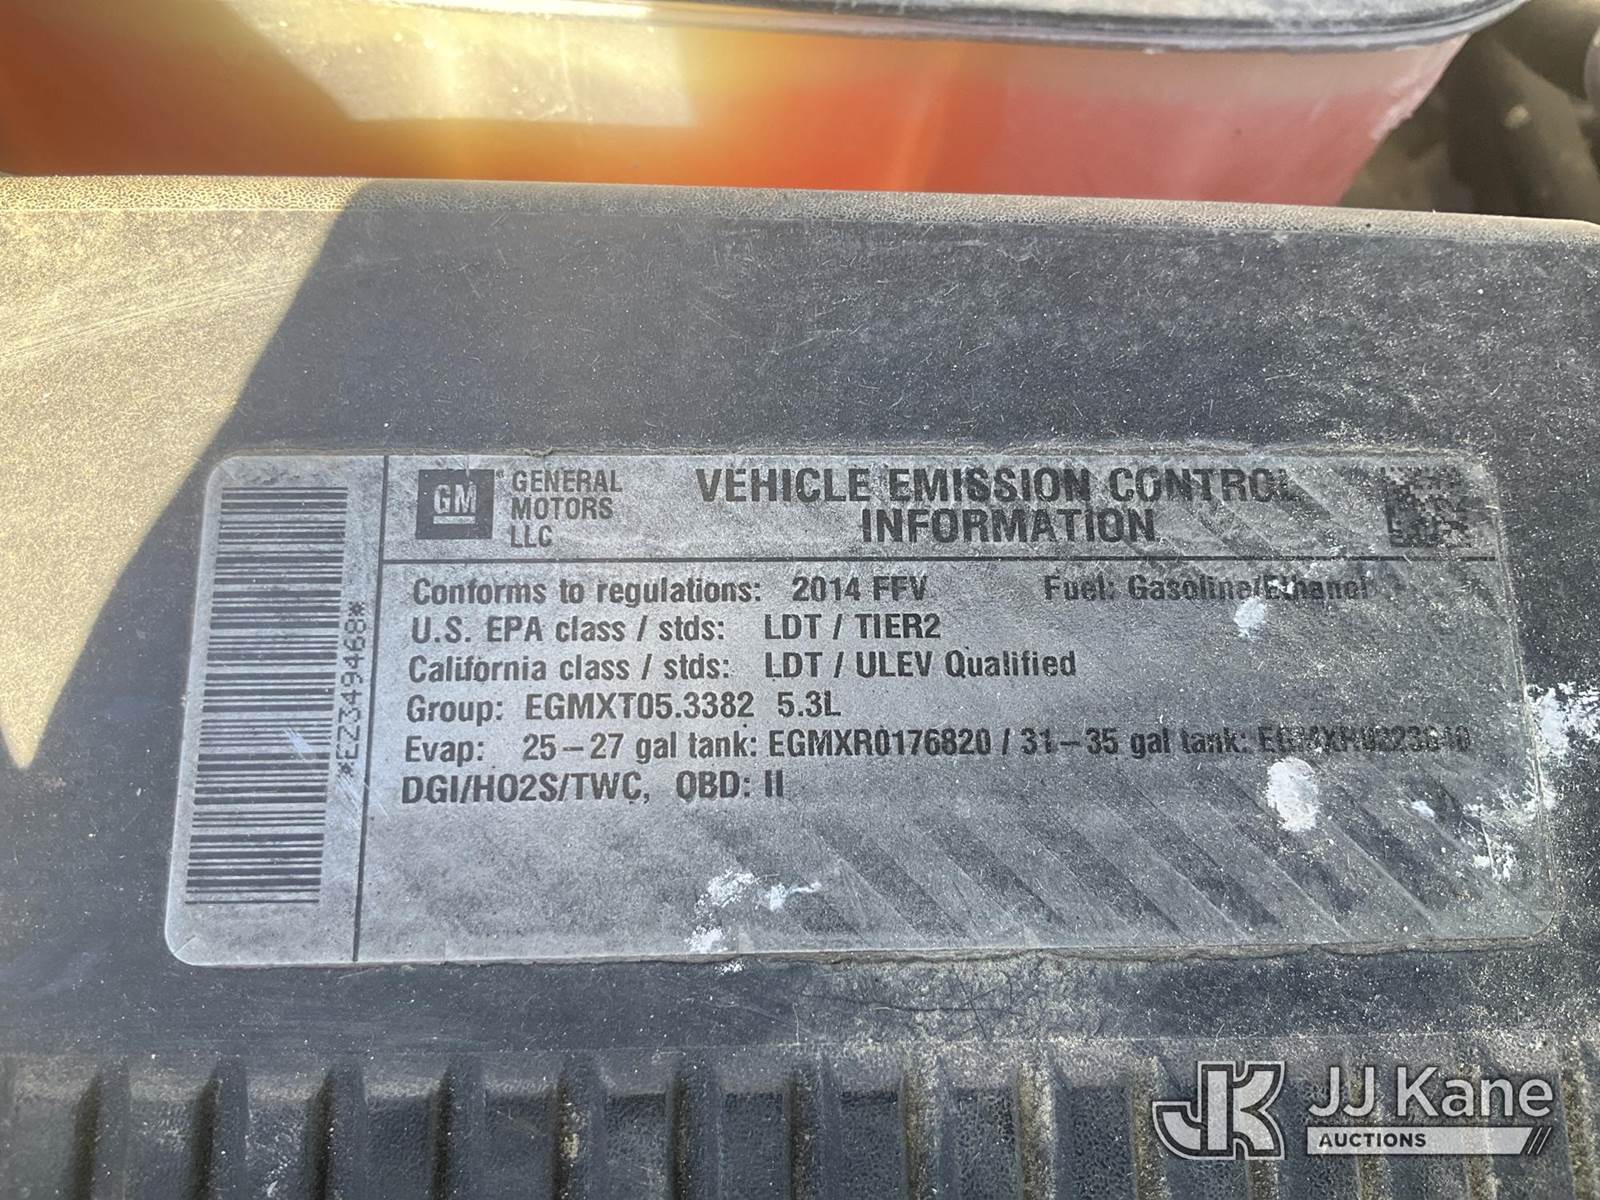 GM
GENERAL
MOTORS
LLC
VEHICLE EMISSION CONTROL
INFORMATION
*EZ349468*
Conforms to regulations: 2014 FFV Fuel: Gasoline/Ethanol
U.S. EPA class / stds: LDT / TIER2
California class / stds: LDT / ULEV Qualified
Group: EGMXT05.3382 5.3L
Evap: 25–27 gal tank: EGMXR0176820 / 31–35 gal tank:
DGI/HO2S/TWC, OBD: II
JK JJ Kane
AUCTIONS